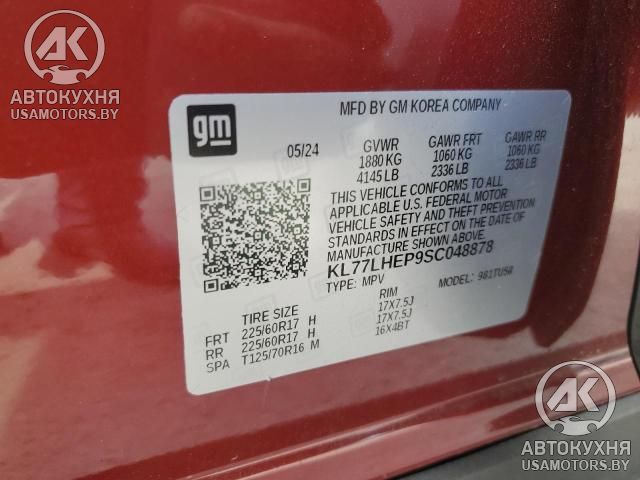 AK
АВТОКУХНЯ
USAMOTORS.BY
gm
MFD BY GM KOREA COMPANY
05/24 GVWR GAWR FRT GAWR RR
1880 KG 1060 KG 1060 KG
4145 LB 2336 LB 2336 LB
THIS VEHICLE CONFORMS TO ALL
APPLICABLE U.S. FEDERAL MOTOR
VEHICLE SAFETY AND THEFT PREVENTION
STANDARDS IN EFFECT ON THE DATE OF
MANUFACTURE SHOWN ABOVE.
KL77LHEP9SC048878
TYPE: MPV MODEL: 981TU58
TIRE SIZE RIM
FRT 225/60R17 H 17X7.5J
RR 225/60R17 H 17X7.5J
SPA T125/70R16 M 16X4BT
AK
АВТОКУХНЯ
USAMOTORS.BY